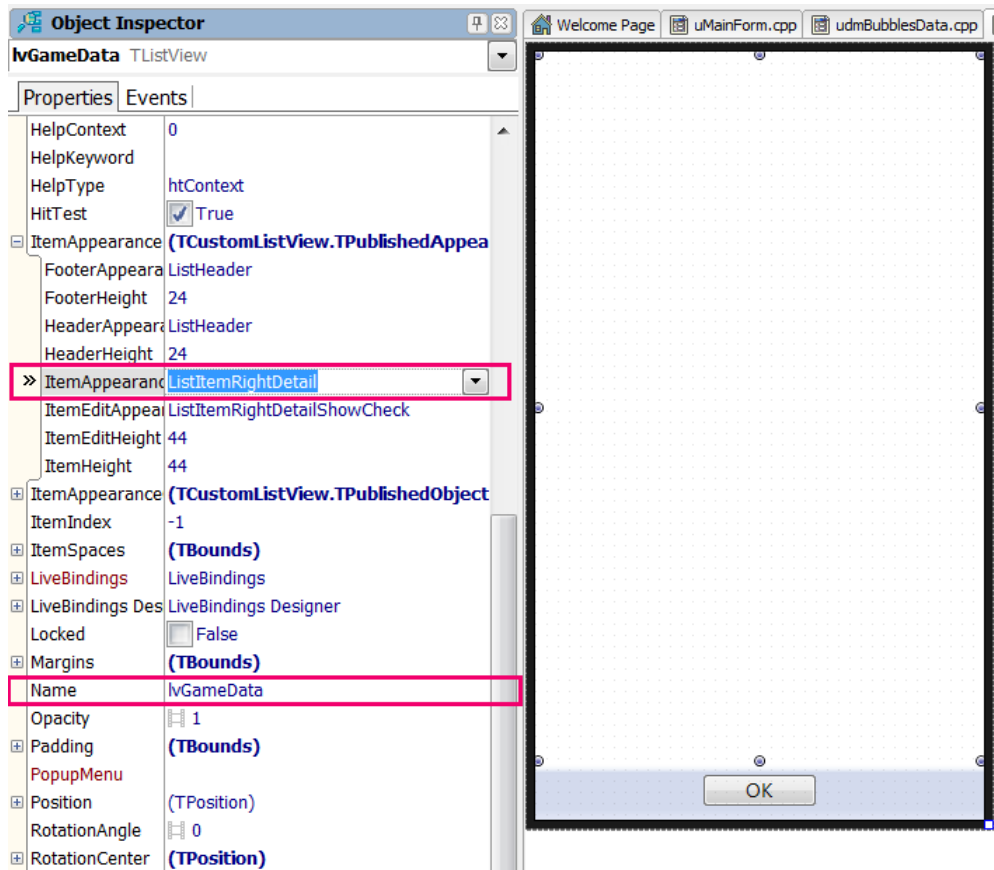 Object Inspector
lvGameData TListView
Properties Events
HelpContext 0
HelpKeyword
HelpType htContext
HitTest True
ItemAppearance (TCustomListView.TPublishedAppea
FooterAppeara ListHeader
FooterHeight 24
HeaderAppeara ListHeader
HeaderHeight 24
» ItemAppearanc ListItemRightDetail
ItemEditAppear ListItemRightDetailShowCheck
ItemEditHeight 44
ItemHeight 44
ItemAppearance (TCustomListView.TPublishedObject
ItemIndex -1
ItemSpaces (TBounds)
LiveBindings LiveBindings
LiveBindings Des LiveBindings Designer
Locked False
Margins (TBounds)
Name lvGameData
Opacity 1
Padding (TBounds)
PopupMenu
Position (TPosition)
RotationAngle 0
RotationCenter (TPosition)
Welcome Page uMainForm.cpp udmBubblesData.cpp
OK